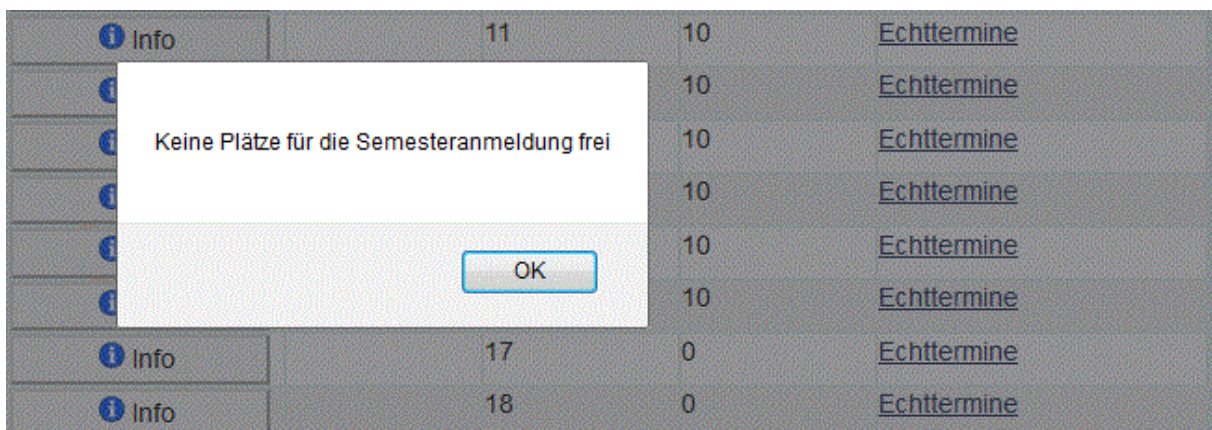 Info 11 10 Echttermine
10 Echttermine
Keine Plätze für die Semesteranmeldung frei
10 Echttermine
10 Echttermine
10 Echttermine
OK
10 Echttermine
Info 17 0 Echttermine
Info 18 0 Echttermine